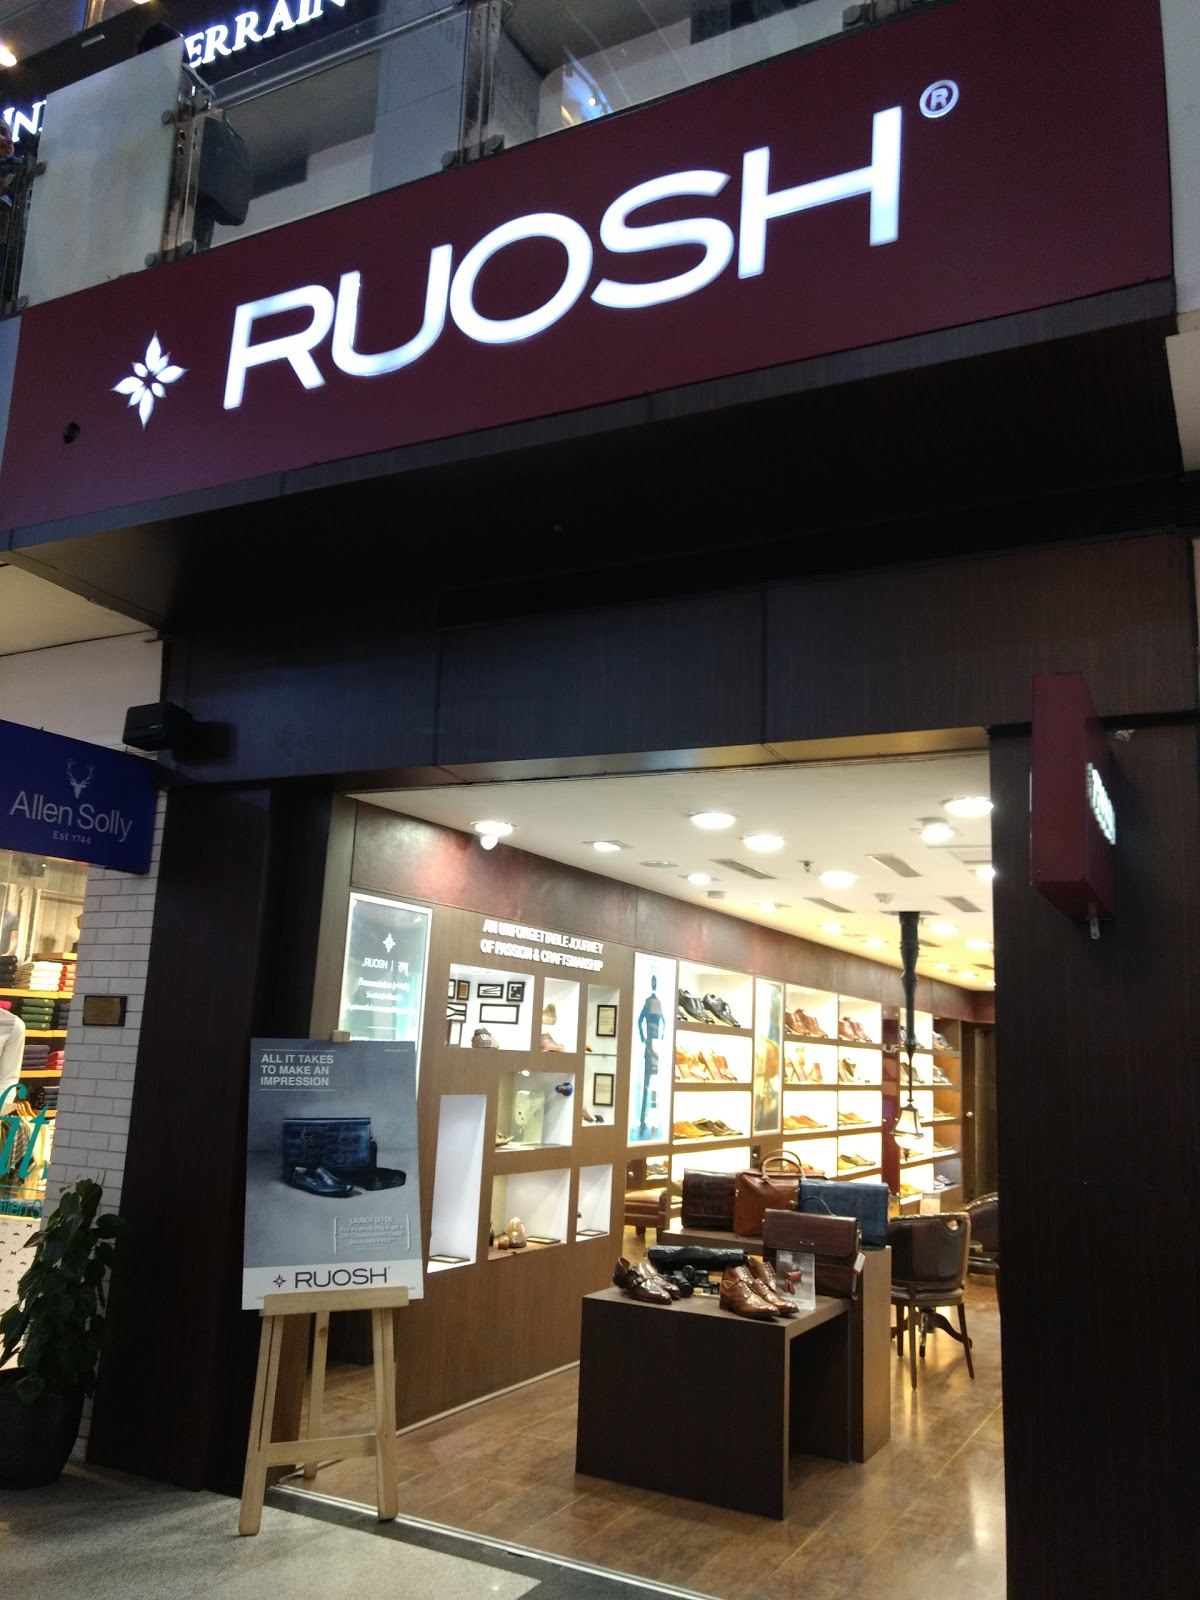 ERRAIN
RUOSH®
Allen Solly
Est 1744
AN UNFORGETTABLE JOURNEY
OF PASSION & CRAFTSMANSHIP
RUOSH
ALL IT TAKES
TO MAKE AN
IMPRESSION
LAUNCH OFFER
RUOSH